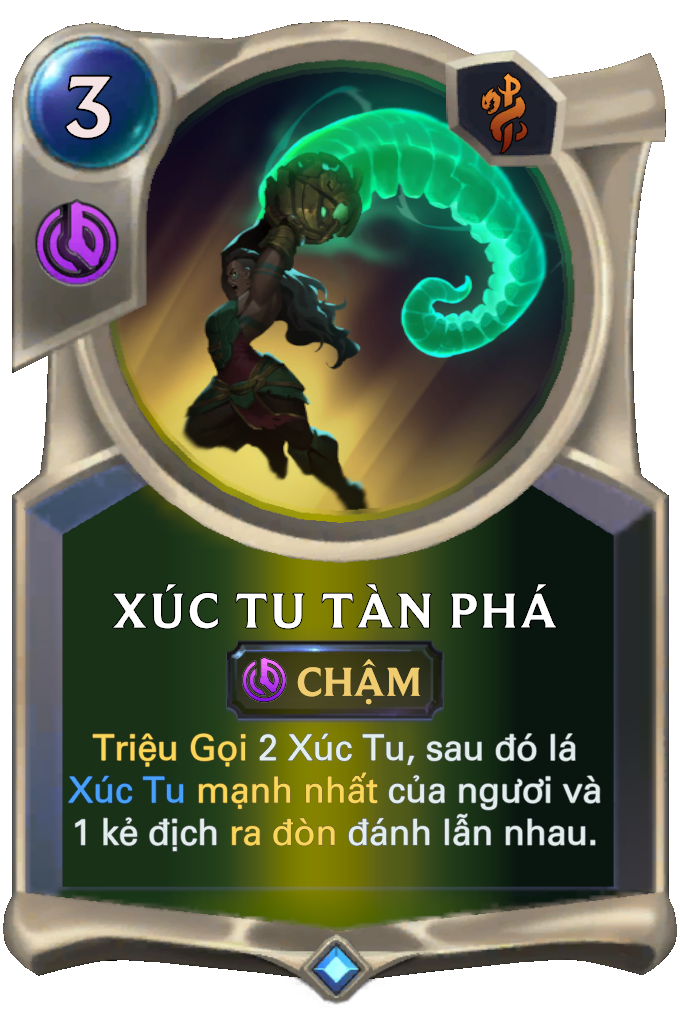 3
XÚC TU TÀN PHÁ
CHẬM
Triệu Gọi 2 Xúc Tu, sau đó lá
Xúc Tu mạnh nhất của ngươi và
1 kẻ địch ra đòn đánh lẫn nhau.